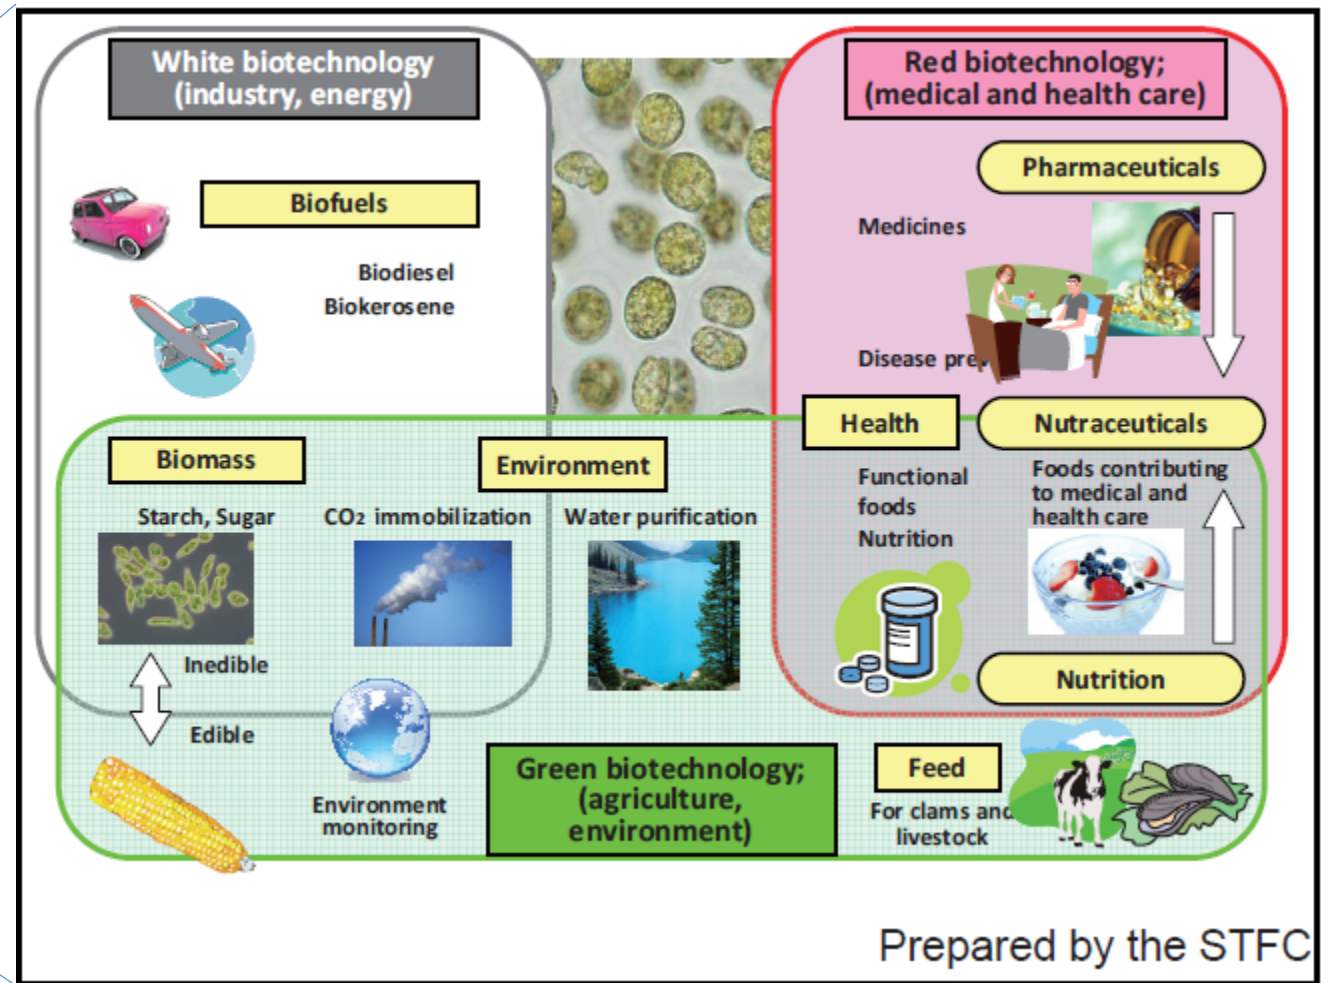 White biotechnology
(industry, energy)
Red biotechnology;
(medical and health care)
Pharmaceuticals
Biofuels
Medicines
Biodiesel
Biokerosene
Disease
Health
Nutraceuticals
Biomass
Environment
Functional
foods
Nutrition
Foods contributing
to medical and
health care
Starch, Sugar
CO2 immobilization
Water purification
Inedible
Nutrition
Edible
Green biotechnology;
(agriculture,
environment)
Feed
Environment
monitoring
For clams and
livestock
Prepared by the STFC